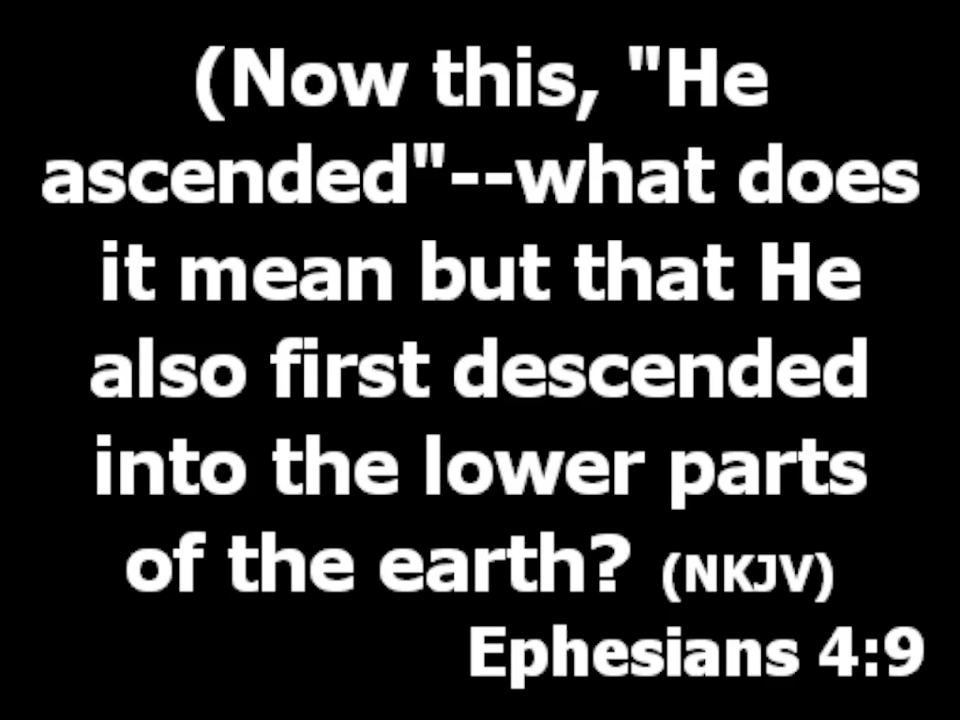 (Now this, "He
ascended"--what does
it mean but that He
also first descended
into the lower parts
of the earth? (NKJV)
Ephesians 4:9